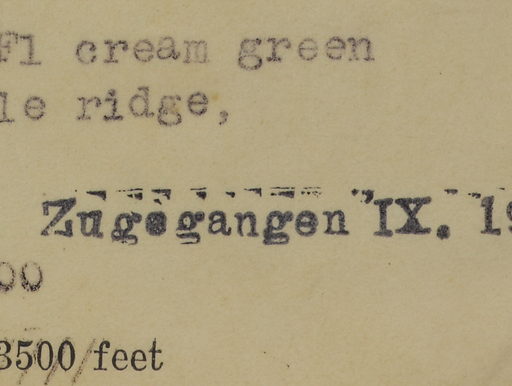 Fl cream green
le ridge,
Zugegangen IX. 19
00
3500 feet